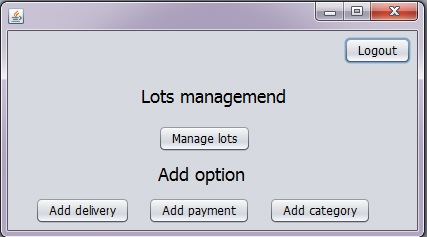 Logout
Lots managemend
Manage lots
Add option
Add delivery Add payment Add category